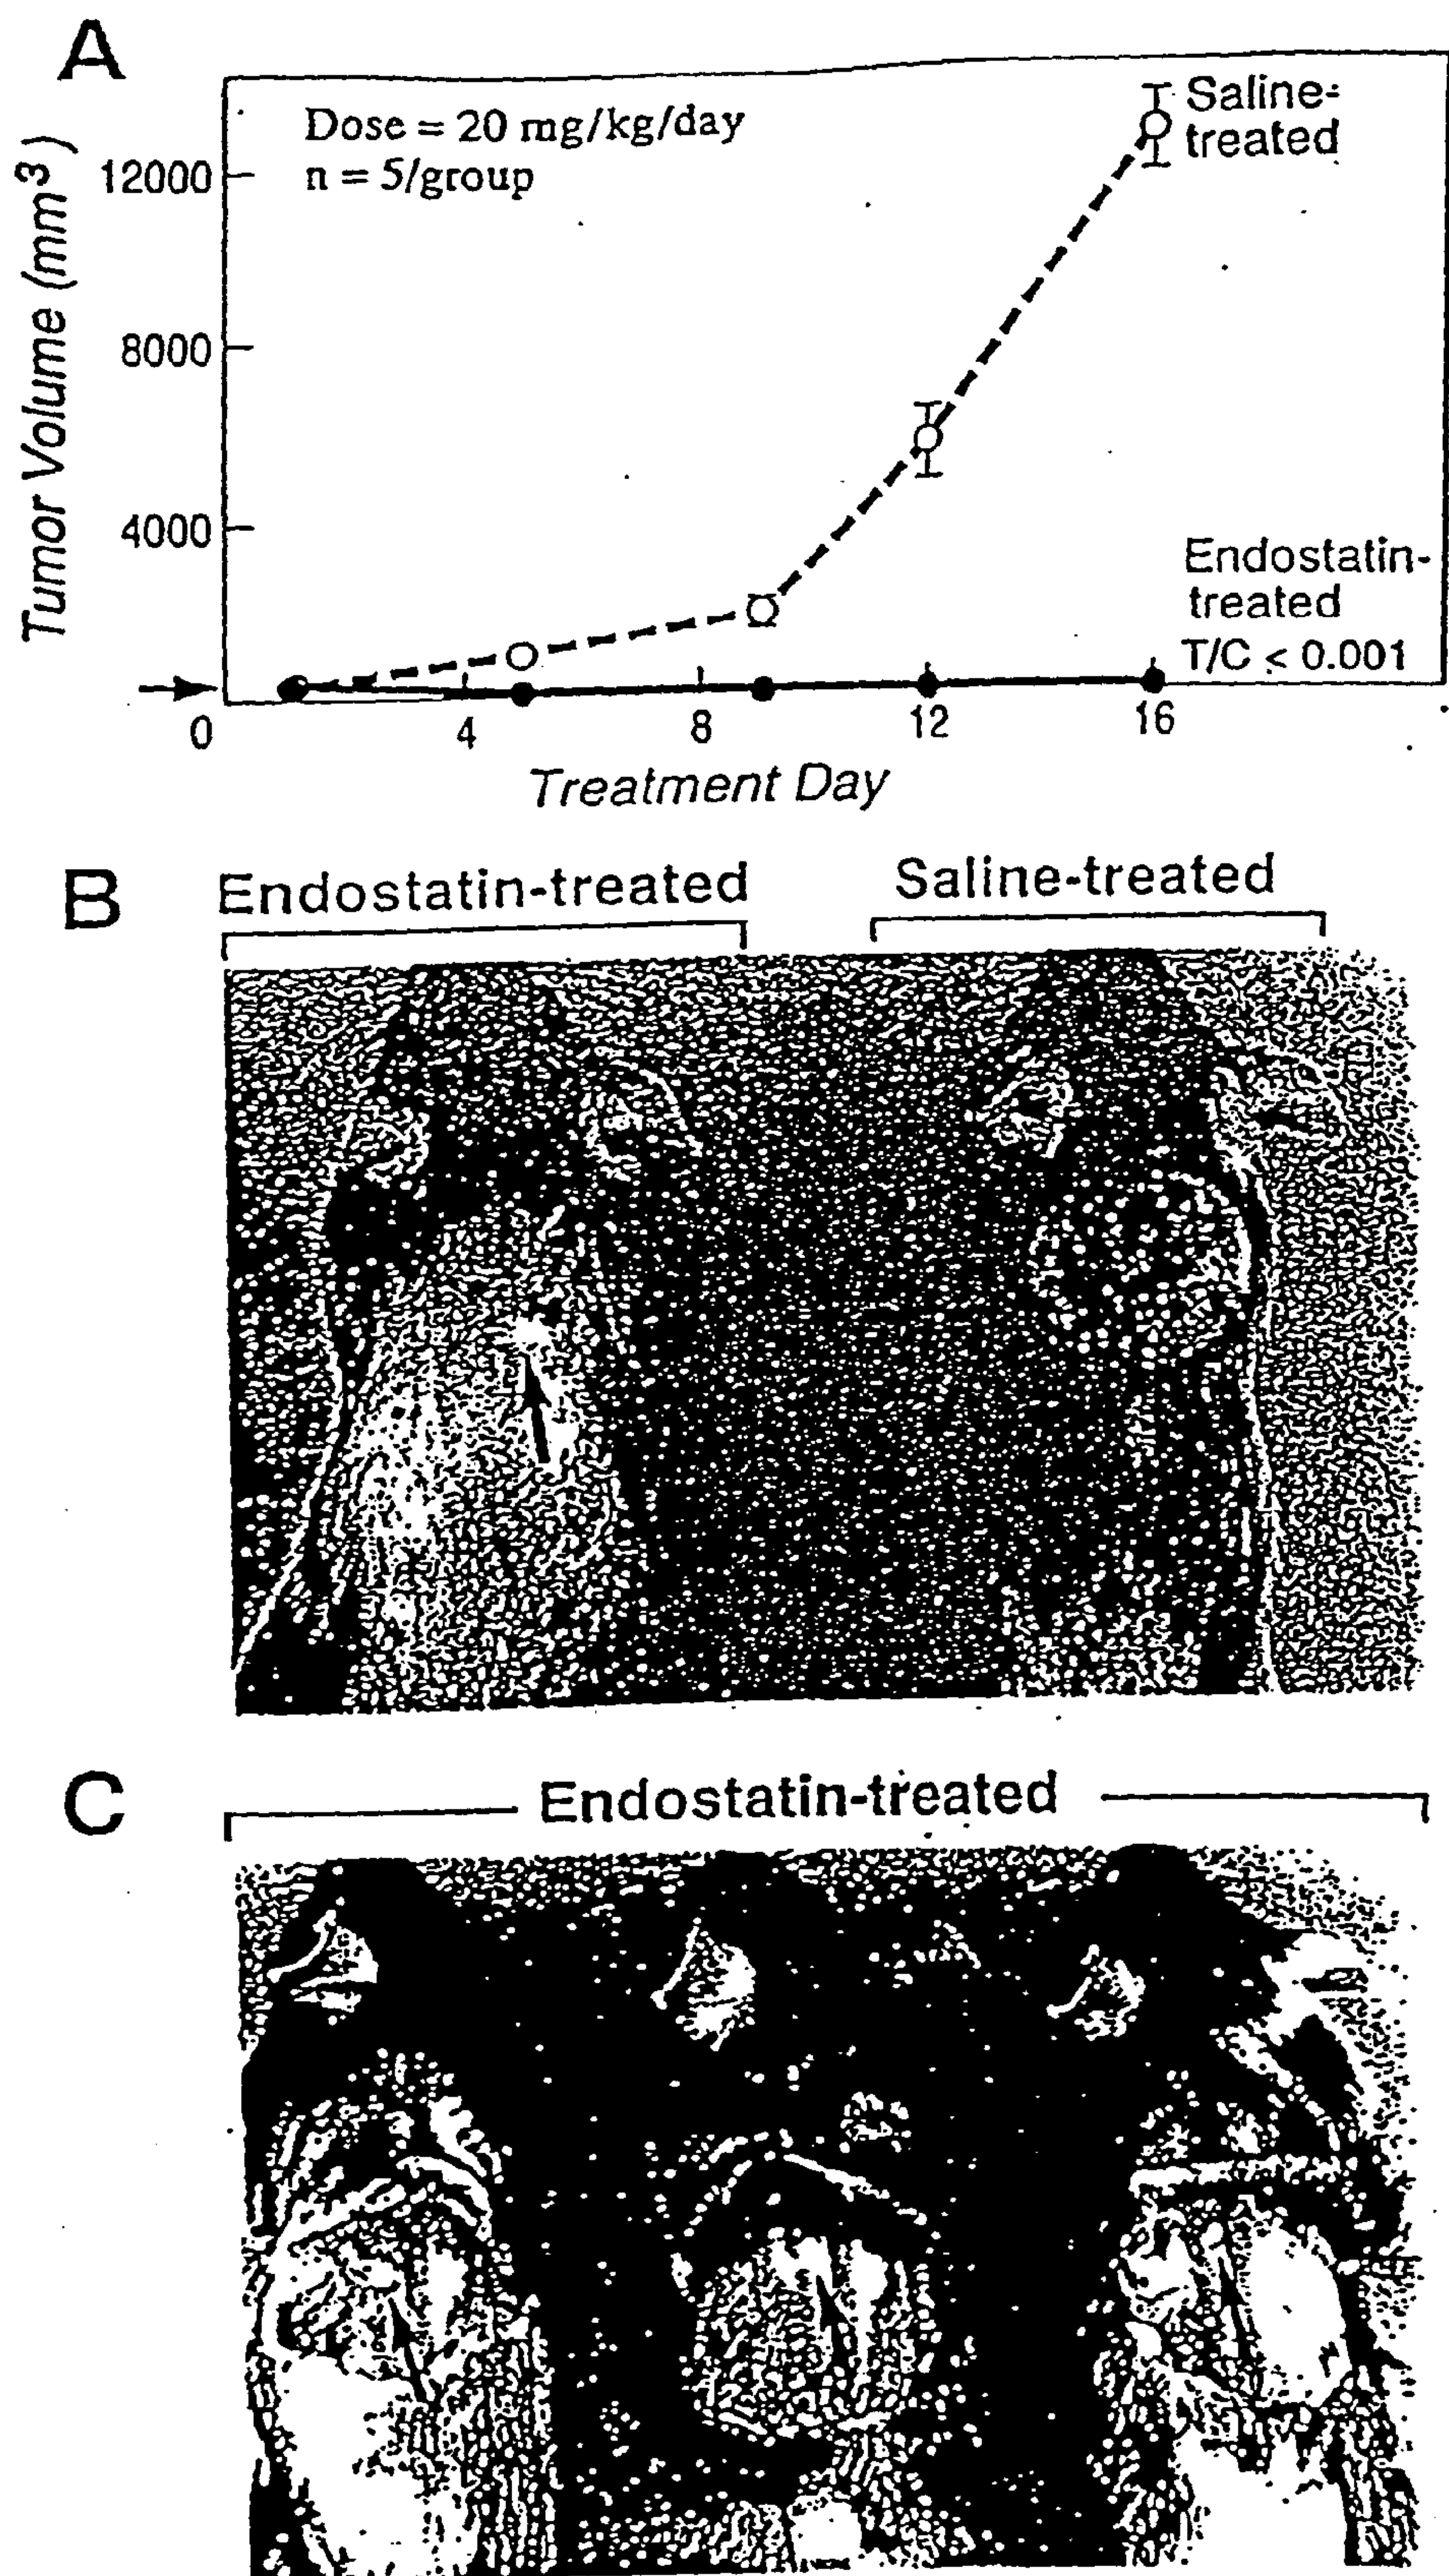 A
Dose = 20 mg/kg/day
n = 5/group
Saline-
treated
Tumor Volume (mm³)
12000
8000
4000
Endostatin-
treated
T/C < 0.001
0 4 8 12 16
Treatment Day
B
Endostatin-treated Saline-treated
C
Endostatin-treated